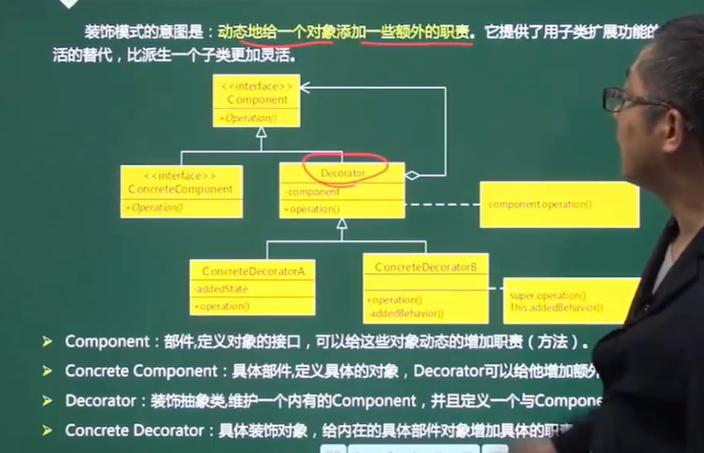 装饰模式的意图是：动态地给一个对象添加一些额外的职责。它提供了用子类扩展功能的
活的替代，比派生一个子类更加灵活。
<<interface>>
Component
+Operation()
<<interface>>
ConcreteComponent
+Operation()
Decorator
-component
+operation()
component.operation()
ConcreteDecoratorA
-addedState
+operation()
ConcreteDecoratorB
+operation()
-addedBehavior()
super.operation()
This.addedBehavior()
➢ Component：部件,定义对象的接口，可以给这些对象动态的增加职责（方法）。
➢ Concrete Component：具体部件,定义具体的对象，Decorator可以给他增加额外
➢ Decorator：装饰抽象类,维护一个内有的Component，并且定义一个与Compone
➢ Concrete Decorator：具体装饰对象，给内在的具体部件对象增加具体的职责